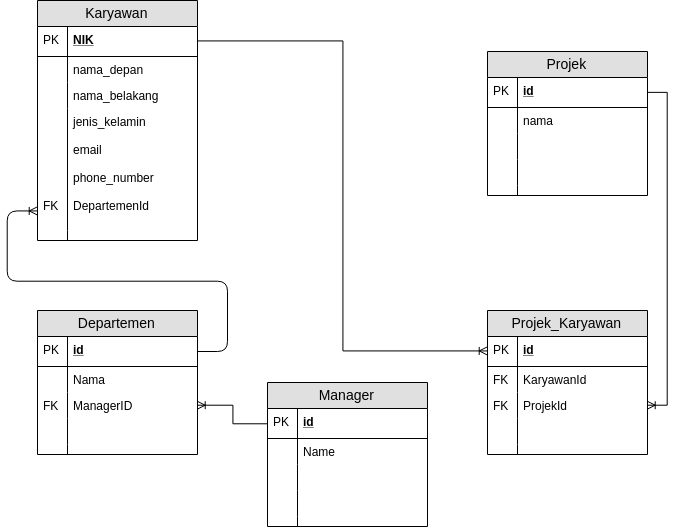 Karyawan
PK NIK
nama_depan
nama_belakang
jenis_kelamin
email
phone_number
FK DepartemenId
Projek
PK id
nama
Departemen
PK id
Nama
FK ManagerID
Manager
PK id
Name
Projek_Karyawan
PK id
FK KaryawanId
FK ProjekId